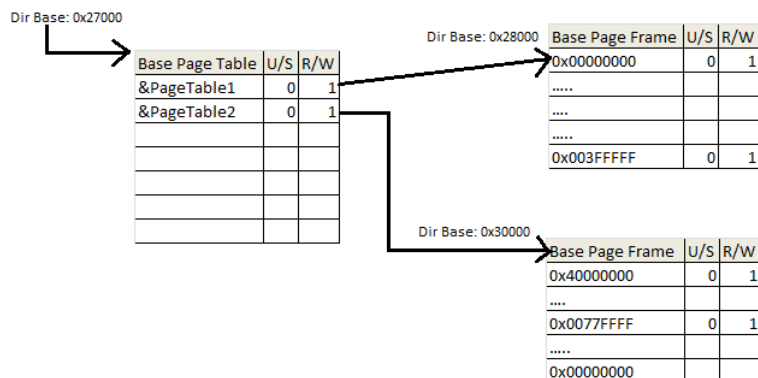 Dir Base: 0x27000
Base Page Table U/S R/W
&PageTable1 0 1
&PageTable2 0 1
Dir Base: 0x28000
Base Page Frame U/S R/W
0x00000000 0 1
.....
....
.....
0x003FFFFF 0 1
Dir Base: 0x30000
Base Page Frame U/S R/W
0x40000000 0 1
....
0x0077FFFF 0 1
.....
0x00000000